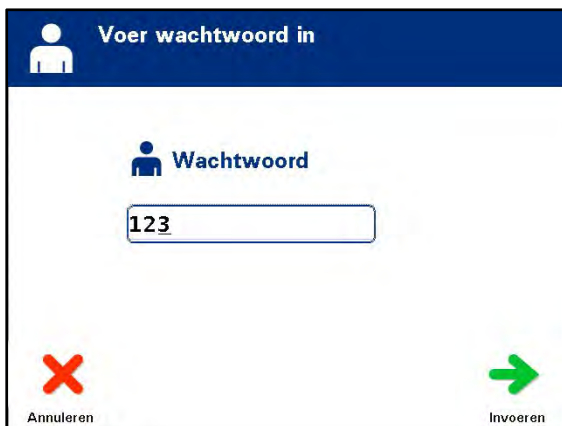 Voer wachtwoord in
Wachtwoord
123
Annuleren
Invoeren